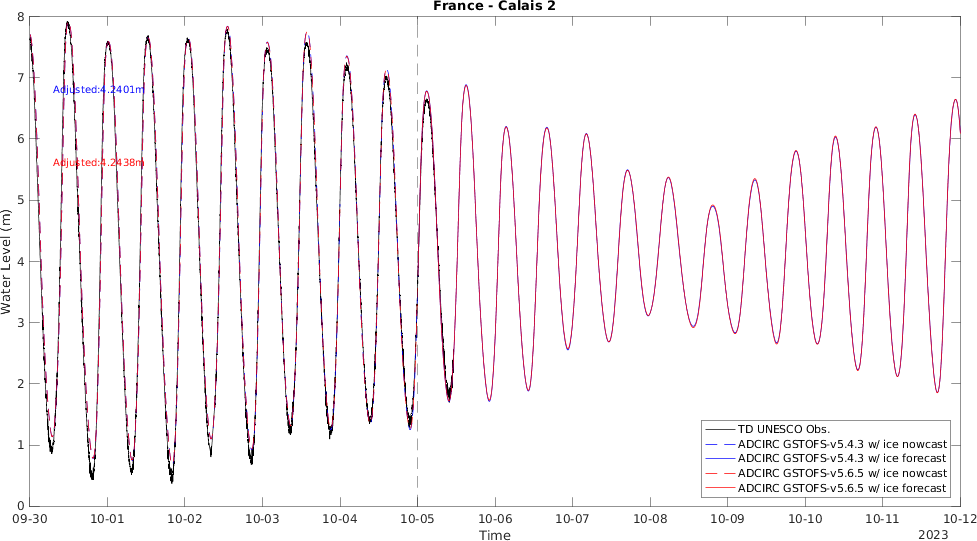 France - Calais 2
8
7
6
5
4
3
2
1
0
Water Level (m)
Adjusted:4.2401m
Adjusted:4.2438m
TD UNESCO Obs.
ADCIRC GSTOFS-v5.4.3 w/ ice nowcast
ADCIRC GSTOFS-v5.4.3 w/ ice forecast
ADCIRC GSTOFS-v5.6.5 w/ ice nowcast
ADCIRC GSTOFS-v5.6.5 w/ ice forecast
09-30 10-01 10-02 10-03 10-04 10-05 10-06 10-07 10-08 10-09 10-10 10-11 10-12
Time
2023